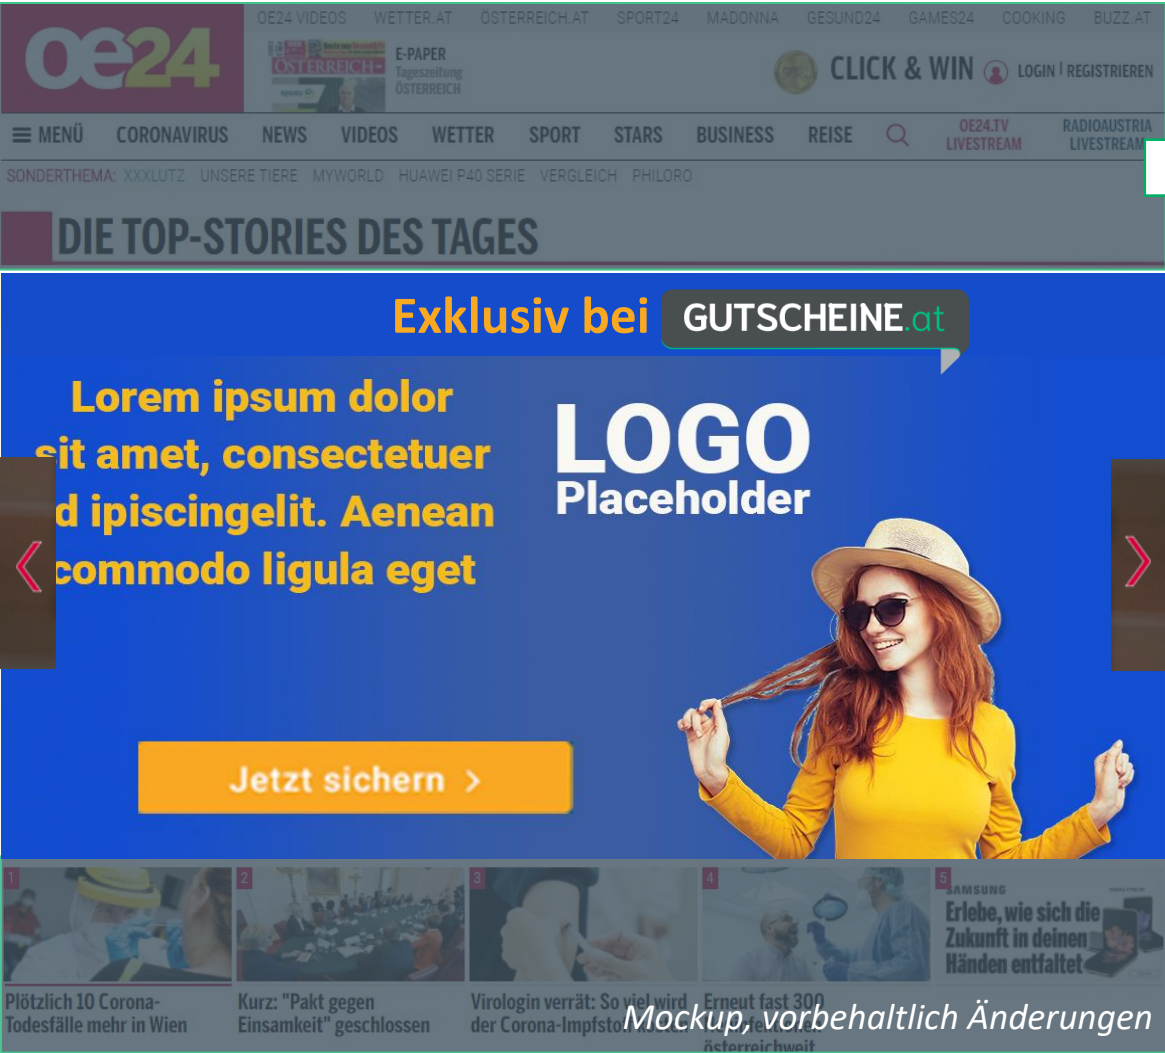 OE24 VIDEOS WETTER.AT ÖSTERREICH.AT SPORT24 MADONNA GESUND24 GAMES24 COOKING BUZZ.AT
oe24
ÖSTERREICH
E-PAPER
Tageszeitung
ÖSTERREICH
CLICK & WIN
LOGIN | REGISTRIEREN
MENÜ CORONAVIRUS NEWS VIDEOS WETTER SPORT STARS BUSINESS REISE
OE24.TV
LIVESTREAM
RADIOAUSTRIA
LIVESTREAM
SONDERTHEMA: XXXLUTZ UNSERE TIERE MYWORLD HUAWEI P40 SERIE VERGLEICH PHILORO
DIE TOP-STORIES DES TAGES
Exklusiv bei GUTSCHEINE.at
Lorem ipsum dolor
sit amet, consectetuer
d ipiscingelit. Aenean
commodo ligula eget
LOGO
Placeholder
Jetzt sichern >
1
2
3
4
5
SAMSUNG
Erlebe, wie sich die
Zukunft in deinen
Händen entfaltet
Plötzlich 10 Corona-
Todesfälle mehr in Wien
Kurz: "Pakt gegen
Einsamkeit" geschlossen
Virologin verrät: So viel wird
der Corona-Impfstoff kosten
Erneut fast 300
österreichweit
Mockup, vorbehaltlich Änderungen